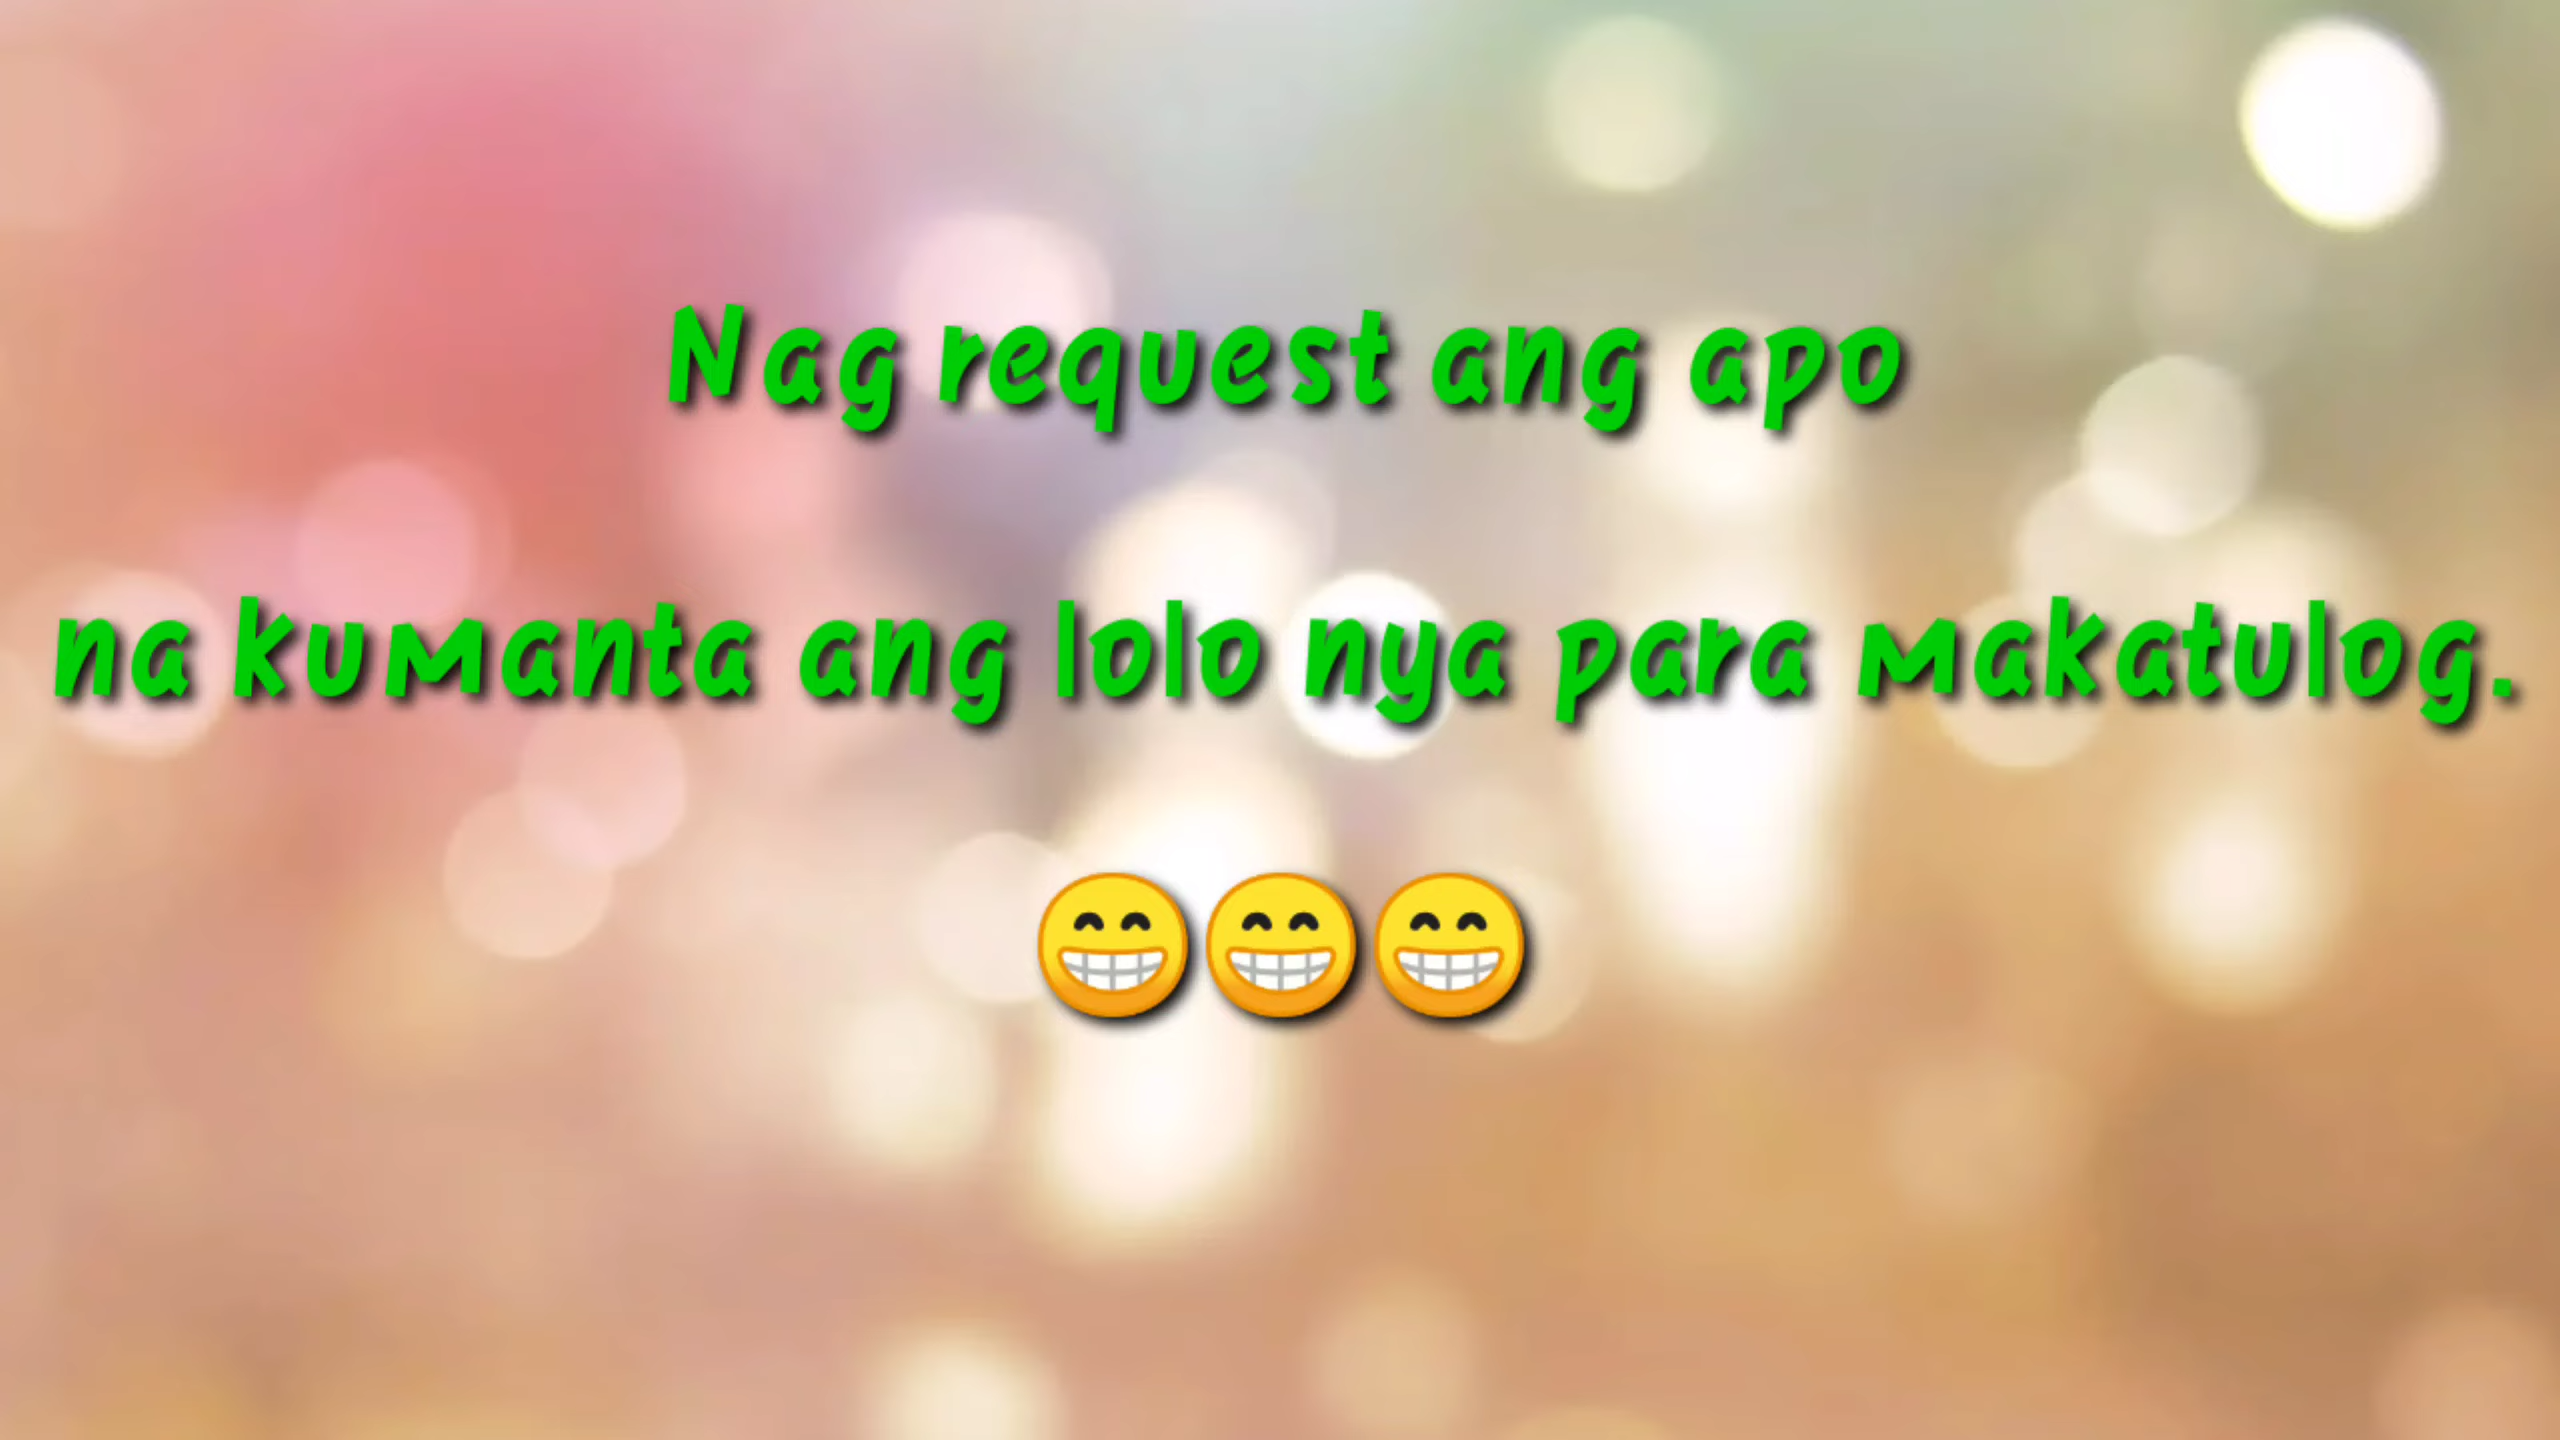 Nag request ang apo
na kumanta ang lolo nya para makatulog.
😁😁😁